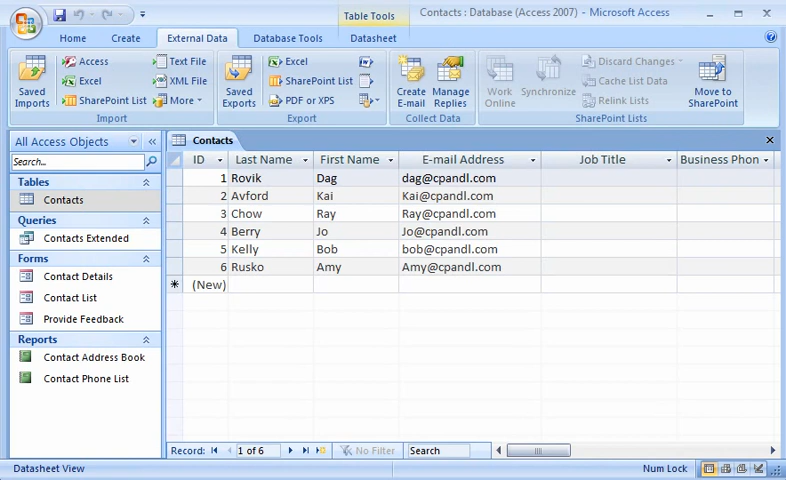 Table Tools
Contacts : Database (Access 2007) - Microsoft Access
Home
Create
External Data
Database Tools
Datasheet
Saved Imports
Access
Excel
SharePoint List
Text File
XML File
More
Import
Saved Exports
Excel
SharePoint List
PDF or XPS
Export
Create E-mail
Manage Replies
Collect Data
Work Online
Synchronize
Discard Changes
Cache List Data
Relink Lists
Move to SharePoint
SharePoint Lists
All Access Objects
Search...
Tables
Contacts
Queries
Contacts Extended
Forms
Contact Details
Contact List
Provide Feedback
Reports
Contact Address Book
Contact Phone List
Contacts
ID Last Name First Name E-mail Address Job Title Business Phon
1 Rovik Dag dag@cpandl.com
2 Avford Kai Kai@cpandl.com
3 Chow Ray Ray@cpandl.com
4 Berry Jo Jo@cpandl.com
5 Kelly Bob bob@cpandl.com
6 Rusko Amy Amy@cpandl.com
(New)
Record: 1 of 6 No Filter Search
Datasheet View
Num Lock